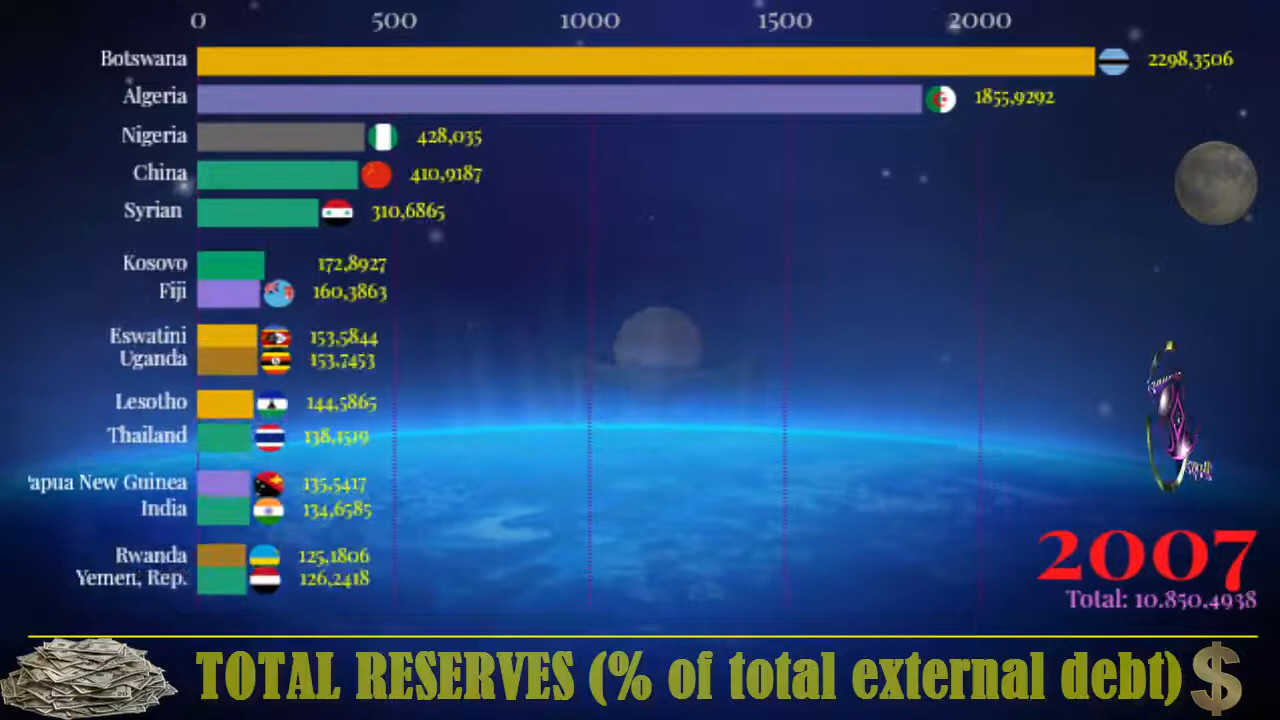 0 500 1000 1500 2000
Botswana 2298,3506
Algeria 1855,9292
Nigeria 428,035
China 410,9187
Syrian 310,6865
Kosovo 172,8927
Fiji 160,3863
Eswatini 153,5844
Uganda 153,7453
Lesotho 144,5865
Thailand 138,1519
'apua New Guinea 135,5417
India 134,6585
Rwanda 125,1806
Yemen, Rep. 126,2418
2007
Total: 10.850,4938
TOTAL RESERVES (% of total external debt) $